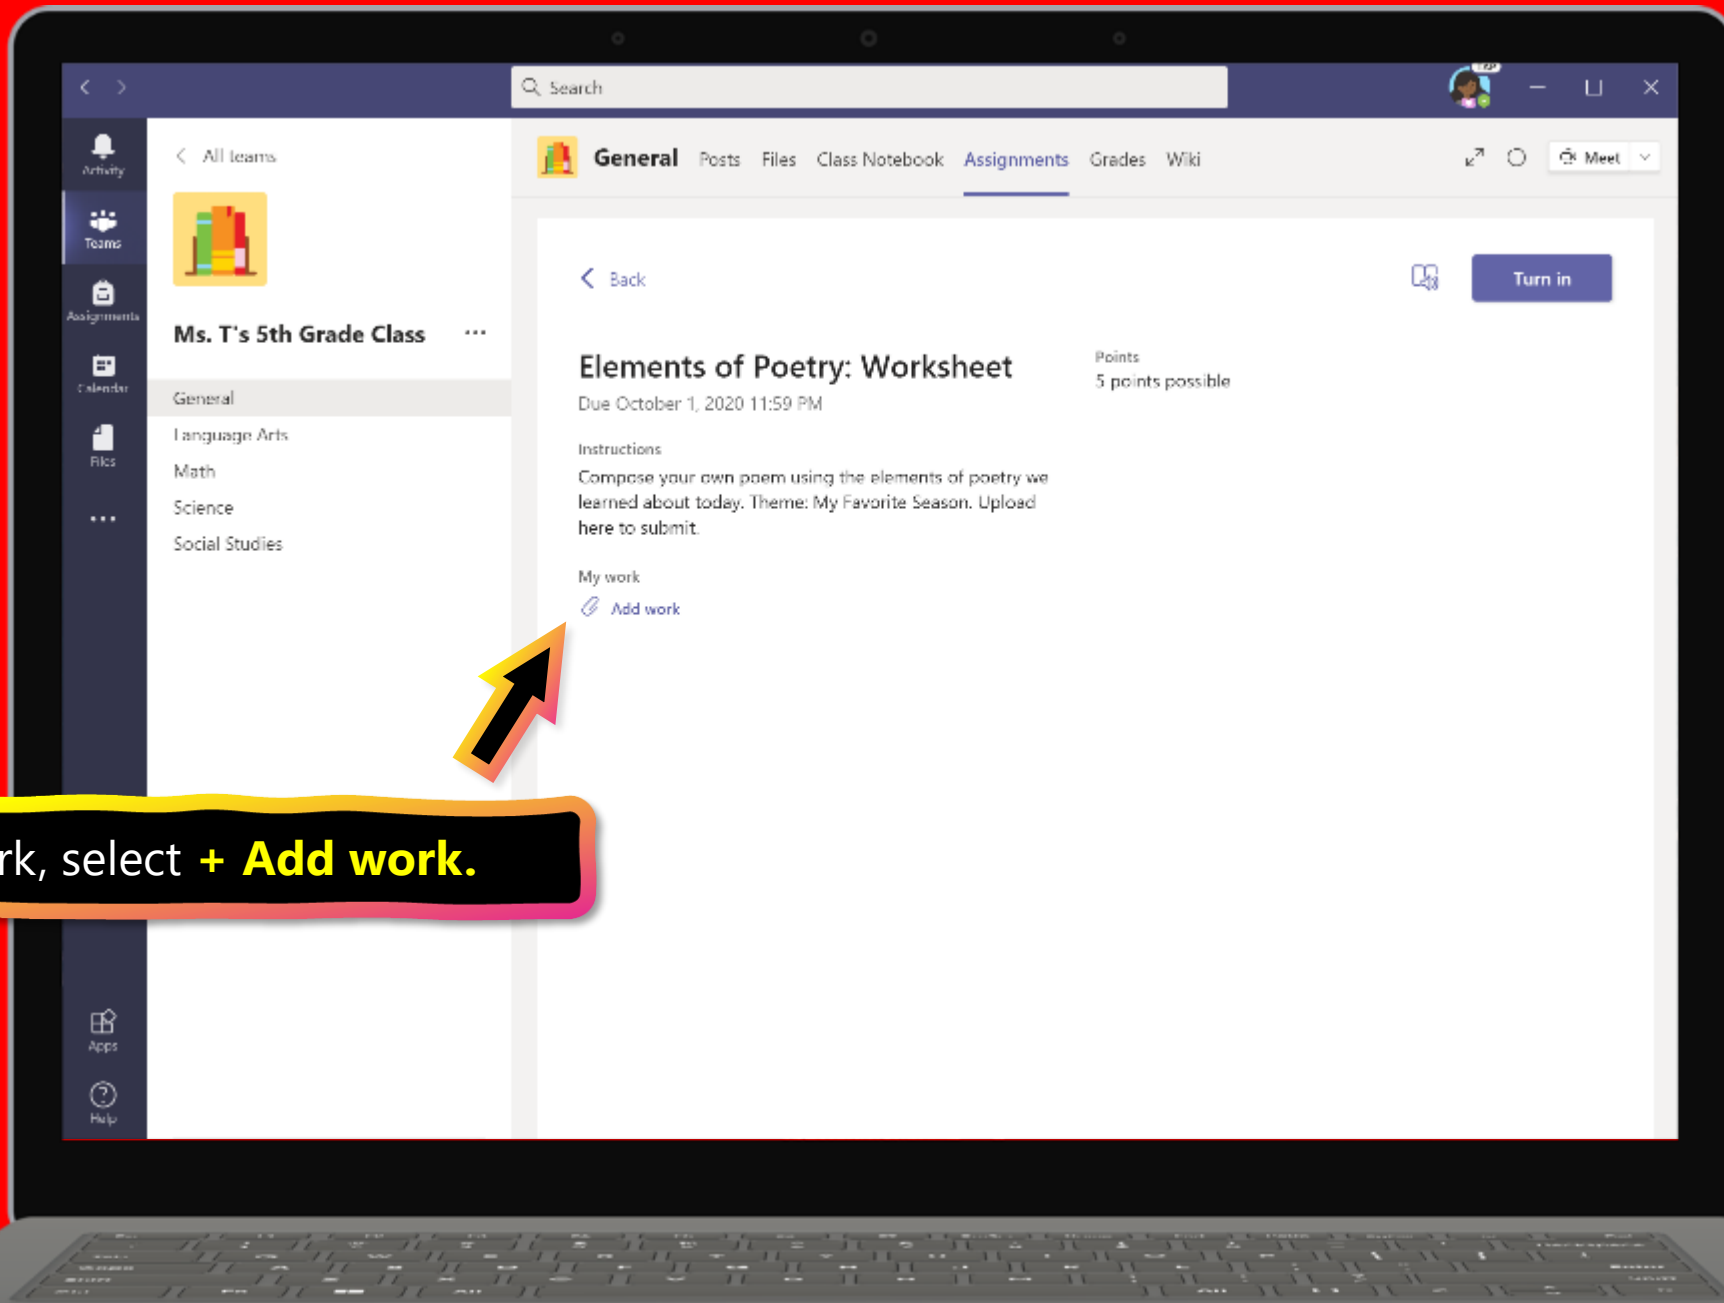 Search
Activity
Teams
Assignments
Calendar
Files
Apps
Help
All teams
Ms. T's 5th Grade Class
General
Language Arts
Math
Science
Social Studies
General Posts Files Class Notebook Assignments Grades Wiki
Meet
Back
Turn in
Elements of Poetry: Worksheet
Due October 1, 2020 11:59 PM
Points
5 points possible
Instructions
Compose your own poem using the elements of poetry we
learned about today. Theme: My Favorite Season. Upload
here to submit.
My work
Add work
rk, select + Add work.